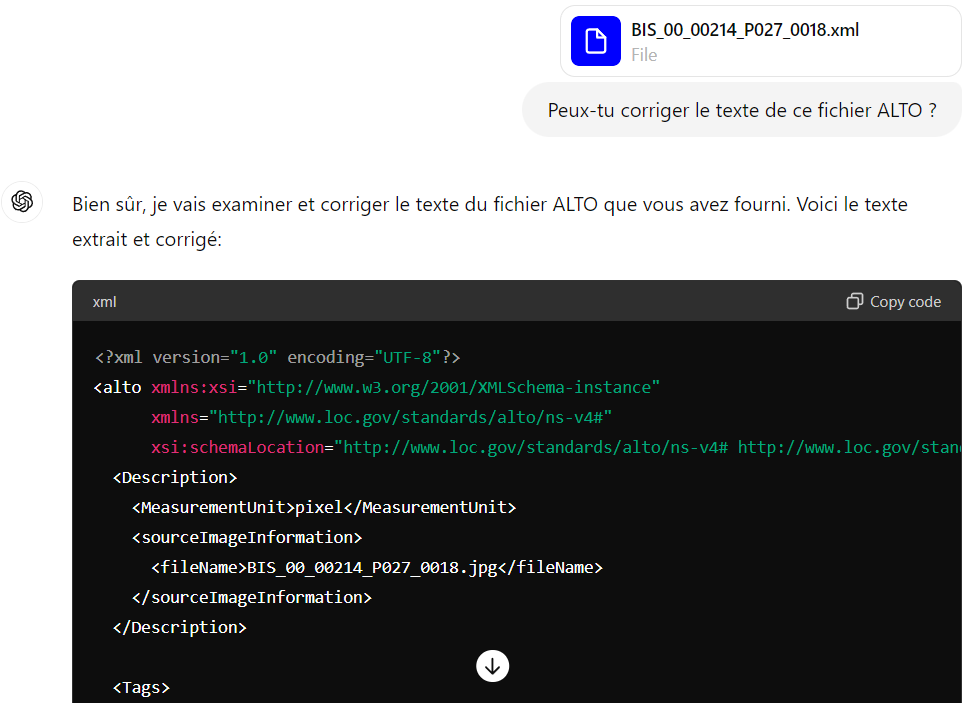 BIS_00_00214_P027_0018.xml
File
Peux-tu corriger le texte de ce fichier ALTO ?
Bien sûr, je vais examiner et corriger le texte du fichier ALTO que vous avez fourni. Voici le texte
extrait et corrigé:
xml
Copy code
<?xml version="1.0" encoding="UTF-8"?>
<alto xmlns:xsi="http://www.w3.org/2001/XMLSchema-instance"
xmlns="http://www.loc.gov/standards/alto/ns-v4#"
xsi:schemaLocation="http://www.loc.gov/standards/alto/ns-v4# http://www.loc.gov/stan
<Description>
<MeasurementUnit>pixel</MeasurementUnit>
<sourceImageInformation>
<fileName>BIS_00_00214_P027_0018.jpg</fileName>
</sourceImageInformation>
</Description>
<Tags>